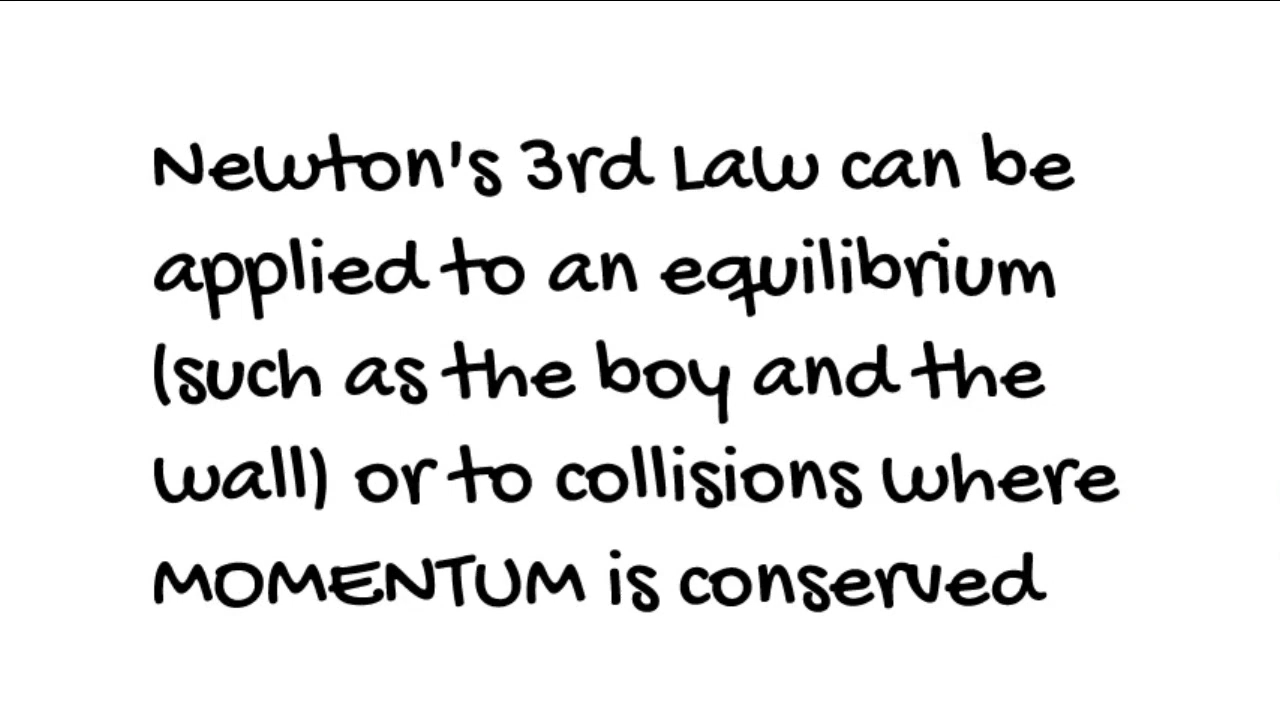 Newton's 3rd Law can be
applied to an equilibrium
(such as the boy and the
wall) or to collisions where
MOMENTUM is conserved